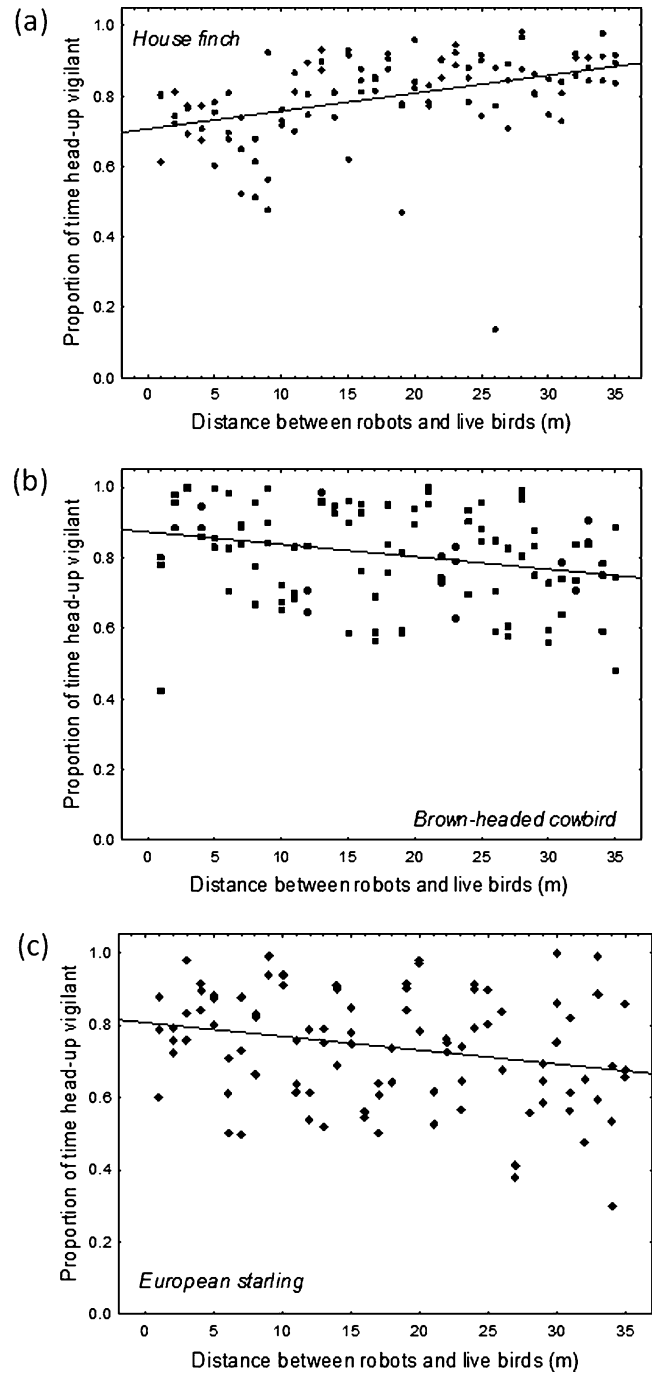 (a)
House finch
Proportion of time head-up vigilant
1.0
0.8
0.6
0.4
0.2
0.0
0 5 10 15 20 25 30 35
Distance between robots and live birds (m)
(b)
Proportion of time head-up vigilant
1.0
0.8
0.6
0.4
0.2
0.0
Brown-headed cowbird
0 5 10 15 20 25 30 35
Distance between robots and live birds (m)
(c)
Proportion of time head-up vigilant
1.0
0.8
0.6
0.4
0.2
0.0
European starling
0 5 10 15 20 25 30 35
Distance between robots and live birds (m)